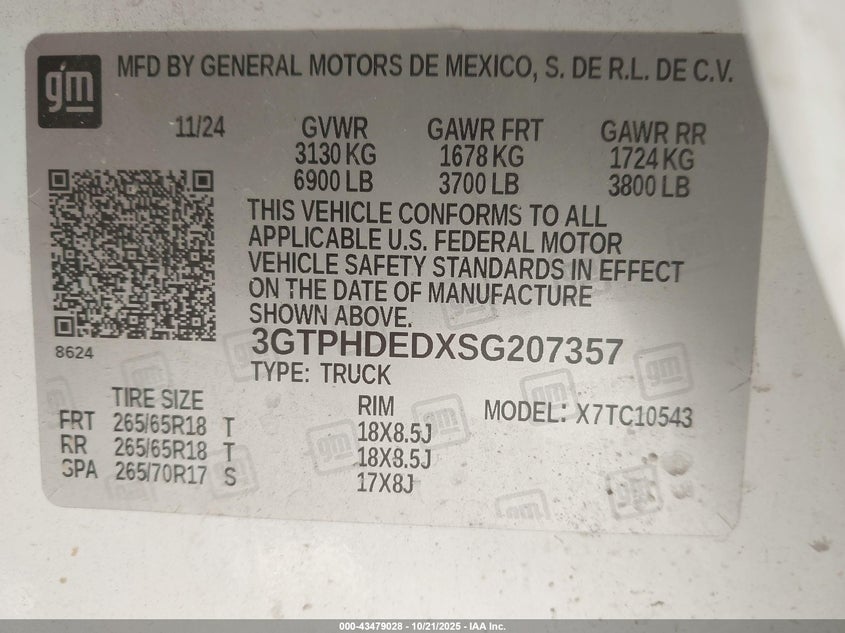 gm
MFD BY GENERAL MOTORS DE MEXICO, S. DE R.L. DE C.V.
11/24 GVWR GAWR FRT GAWR RR
3130 KG 1678 KG 1724 KG
6900 LB 3700 LB 3800 LB
THIS VEHICLE CONFORMS TO ALL
APPLICABLE U.S. FEDERAL MOTOR
VEHICLE SAFETY STANDARDS IN EFFECT
ON THE DATE OF MANUFACTURE
SHOWN ABOVE.
8624
3GTPHDEDXSG207357
TYPE: TRUCK
TIRE SIZE RIM MODEL: X7TC10543
FRT 265/65R18 T 18X8.5J
RR 265/65R18 T 18X8.5J
SPA 265/70R17 S 17X8J
000-43479028 - 10/21/2025 - IAA Inc.